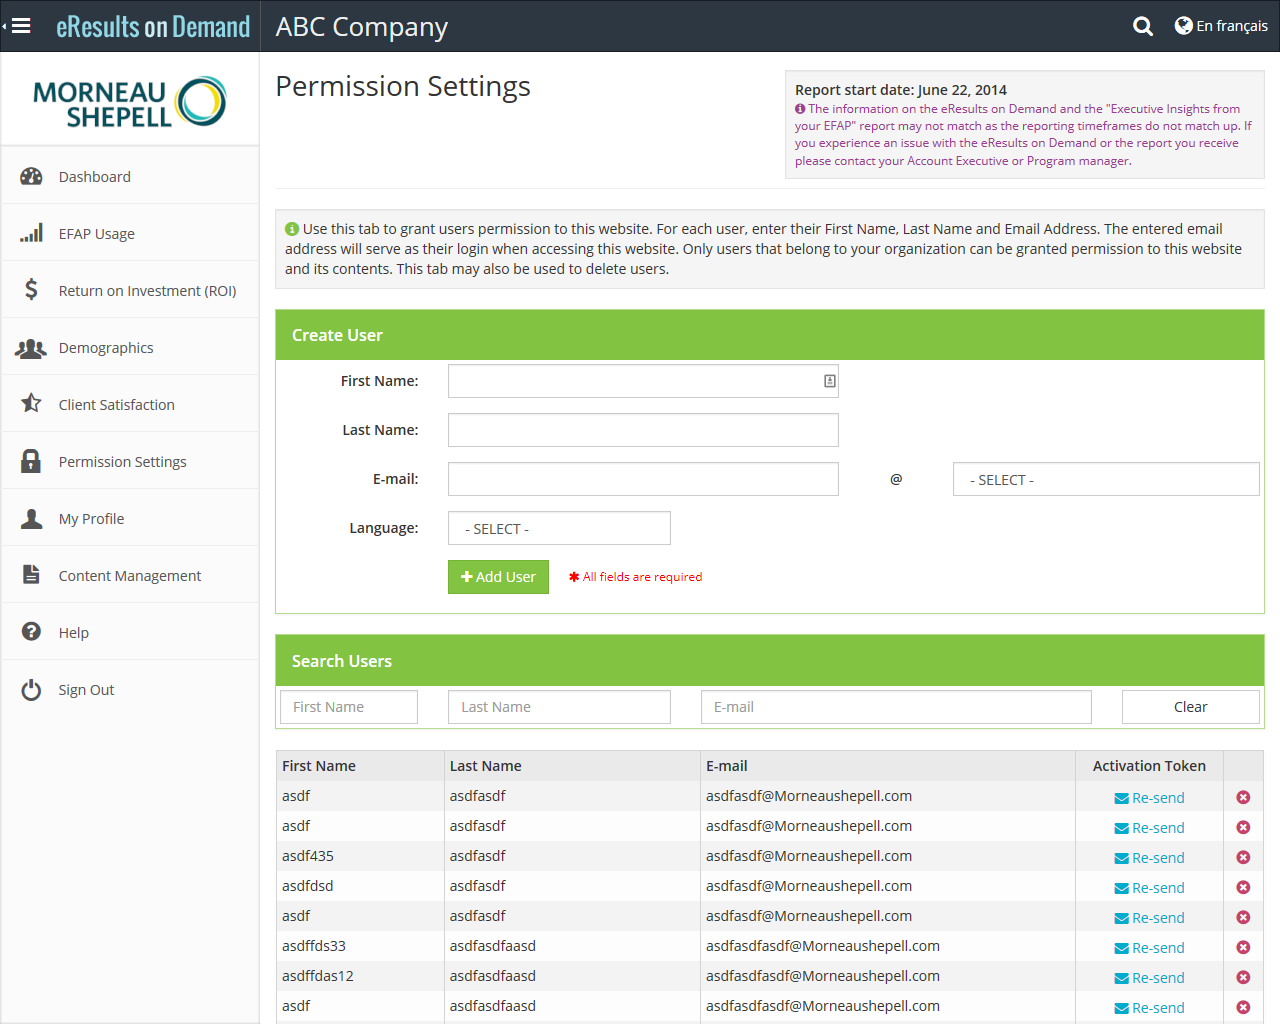 eResults on Demand
ABC Company
En français
MORNEAU
SHEPELL
Dashboard
EFAP Usage
Return on Investment (ROI)
Demographics
Client Satisfaction
Permission Settings
My Profile
Content Management
Help
Sign Out
Permission Settings
Report start date: June 22, 2014
The information on the eResults on Demand and the "Executive Insights from
your EFAP" report may not match as the reporting timeframes do not match up. If
you experience an issue with the eResults on Demand or the report you receive
please contact your Account Executive or Program manager.
Use this tab to grant users permission to this website. For each user, enter their First Name, Last Name and Email Address. The entered email
address will serve as their login when accessing this website. Only users that belong to your organization can be granted permission to this website
and its contents. This tab may also be used to delete users.
Create User
First Name:
Last Name:
E-mail: @ - SELECT -
Language: - SELECT -
Add User All fields are required
Search Users
First Name Last Name E-mail Clear
First Name Last Name E-mail Activation Token
asdf asdfasdf asdfasdf@Morneaushepell.com Re-send
asdf asdfasdf asdfasdf@Morneaushepell.com Re-send
asdf435 asdfasdf asdfasdf@Morneaushepell.com Re-send
asdfdsd asdfasdf asdfasdf@Morneaushepell.com Re-send
asdf asdfasdf asdfasdf@Morneaushepell.com Re-send
asdffds33 asdfasdfaasd asdfasdfasdf@Morneaushepell.com Re-send
asdffdas12 asdfasdfaasd asdfasdfasdf@Morneaushepell.com Re-send
asdf asdfasdfaasd asdfasdfasdf@Morneaushepell.com Re-send